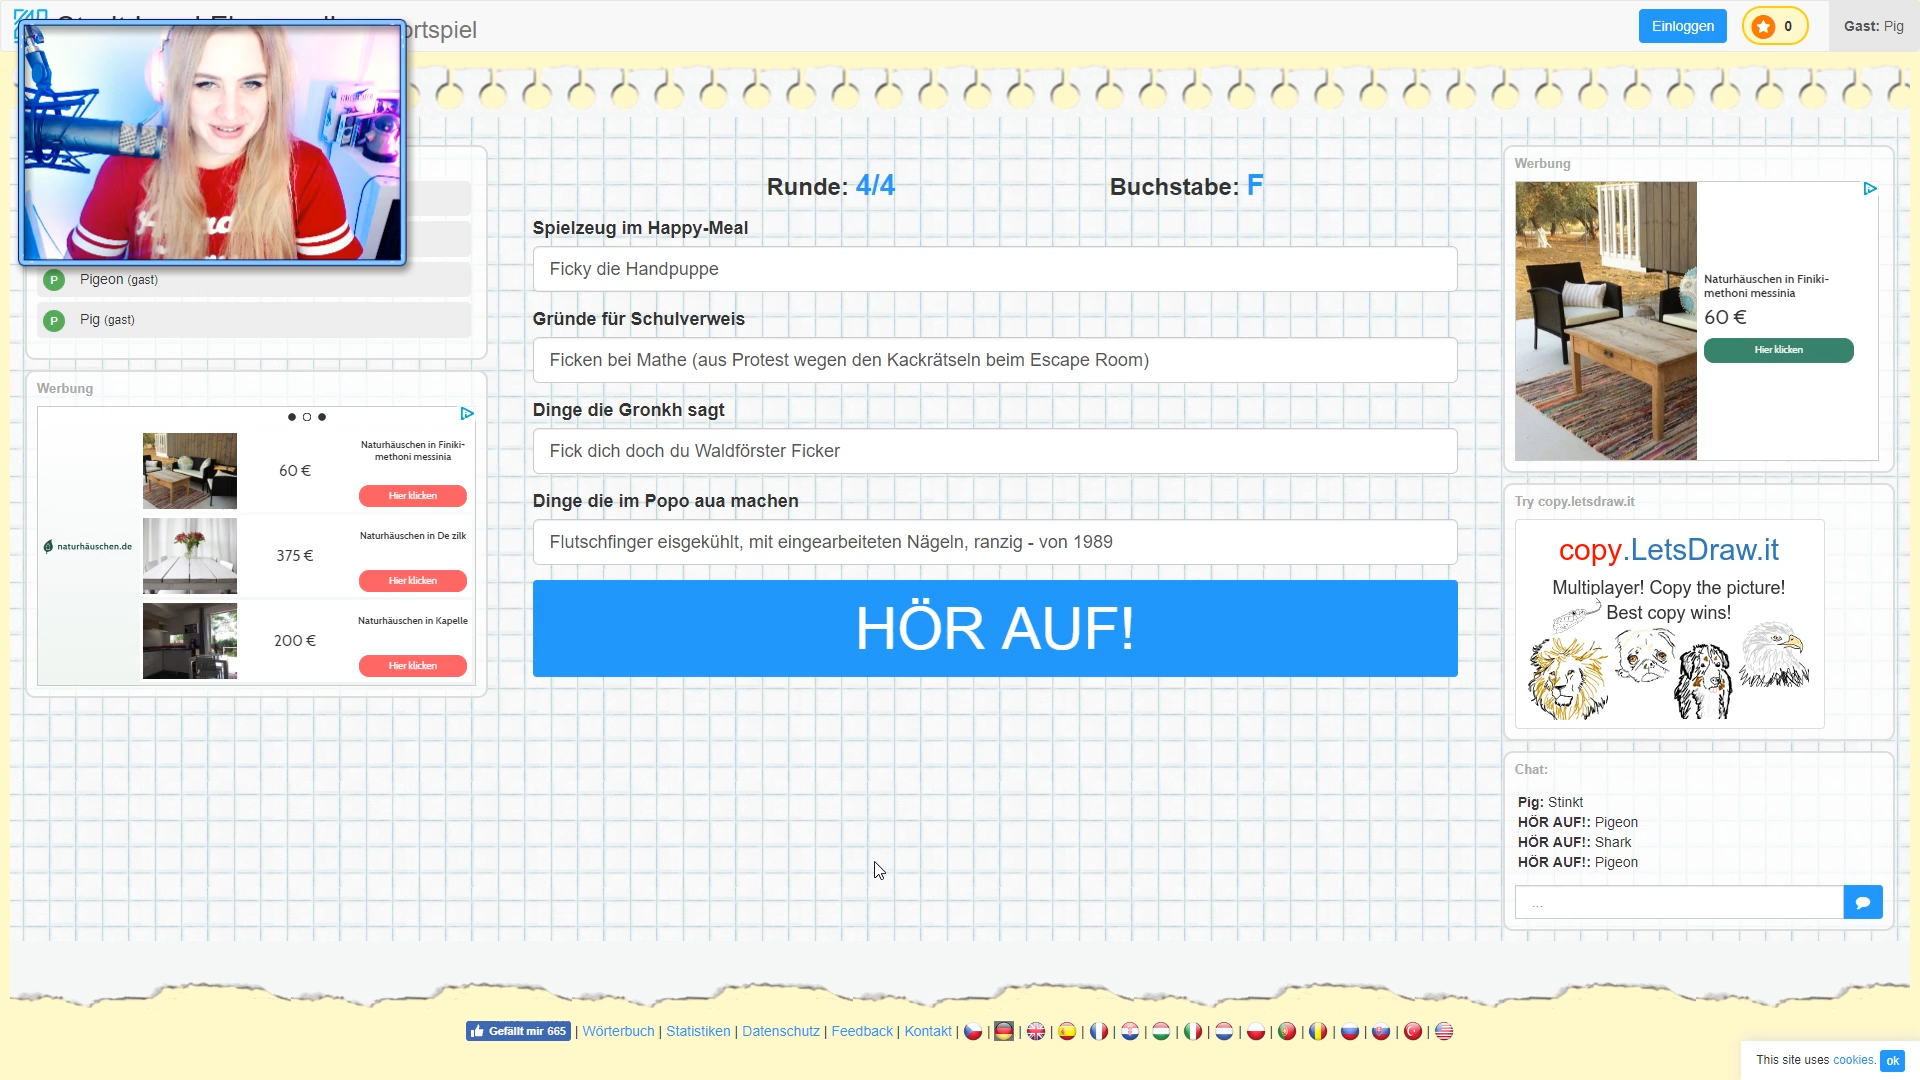 ortspiel
Einloggen
0
Gast: Pig
Pigeon (gast)
P
Pig (gast)
P
Werbung
Naturhäuschen in Finiki-
methoni messinia
60 €
Hier klicken
naturhäuschen.de
Naturhäuschen in De zilk
375 €
Hier klicken
Naturhäuschen in Kapelle
200 €
Hier klicken
Runde: 4/4
Buchstabe: F
Spielzeug im Happy-Meal
Ficky die Handpuppe
Gründe für Schulverweis
Ficken bei Mathe (aus Protest wegen den Kackrätseln beim Escape Room)
Dinge die Gronkh sagt
Fick dich doch du Waldförster Ficker
Dinge die im Popo aua machen
Flutschfinger eisgekühlt, mit eingearbeiteten Nägeln, ranzig - von 1989
HÖR AUF!
Werbung
Naturhäuschen in Finiki-
methoni messinia
60 €
Hier klicken
Try copy.letsdraw.it
copy.LetsDraw.it
Multiplayer! Copy the picture!
Best copy wins!
Chat:
Pig: Stinkt
HÖR AUF!: Pigeon
HÖR AUF!: Shark
HÖR AUF!: Pigeon
...
Gefällt mir 665 | Wörterbuch | Statistiken | Datenschutz | Feedback | Kontakt |
This site uses cookies. ok